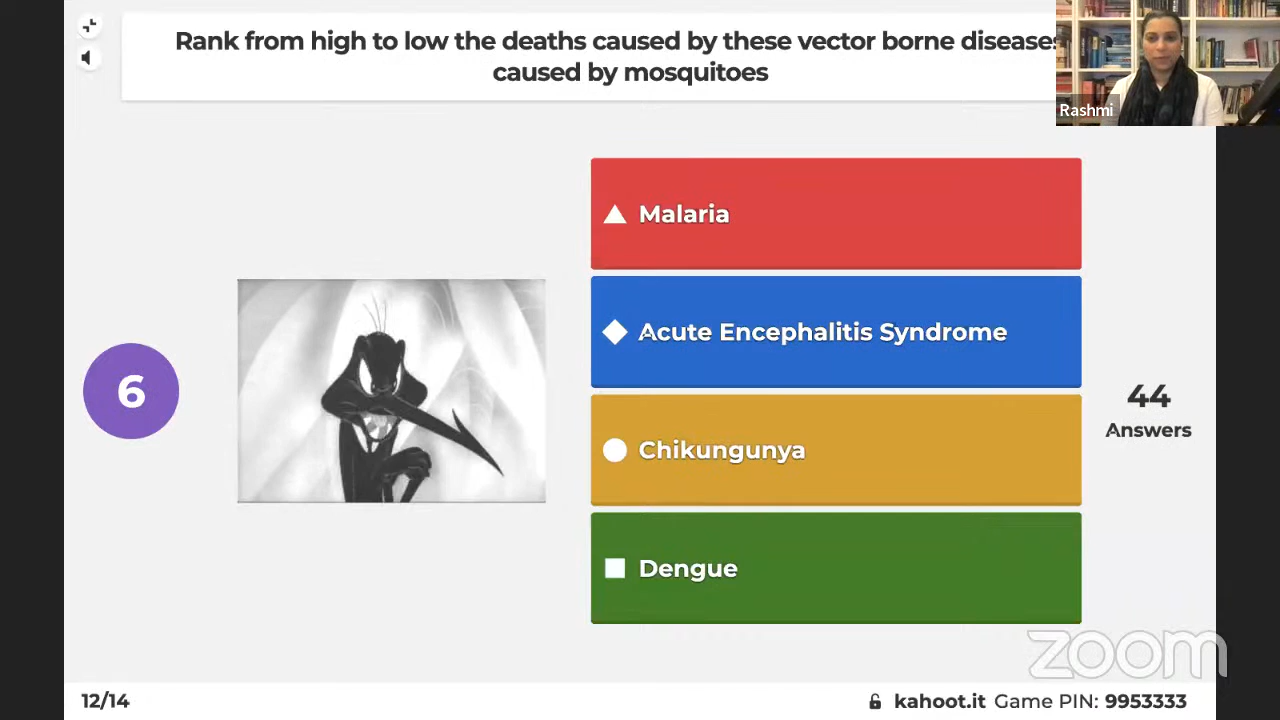 Rank from high to low the deaths caused by these vector borne diseases
caused by mosquitoes
Rashmi
Malaria
Acute Encephalitis Syndrome
6
44
Answers
Chikungunya
Dengue
zoom
12/14
kahoot.it Game PIN: 9953333